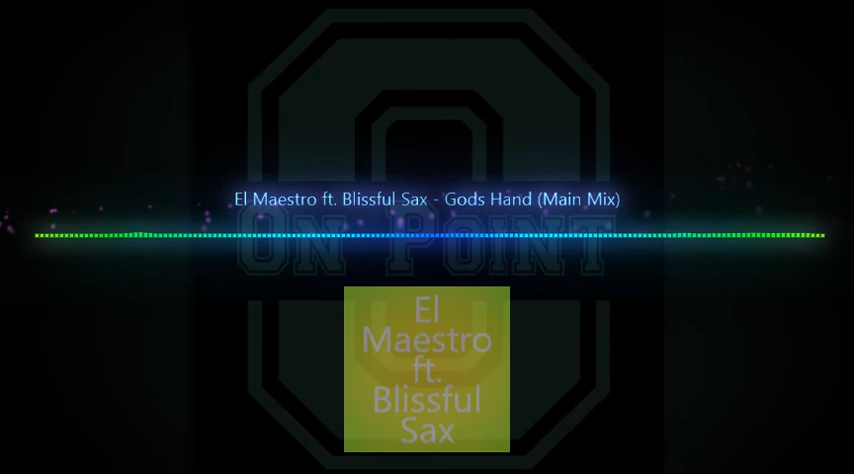 El Maestro ft. Blissful Sax - Gods Hand (Main Mix)
On Point
El
Maestro
ft.
Blissful
Sax